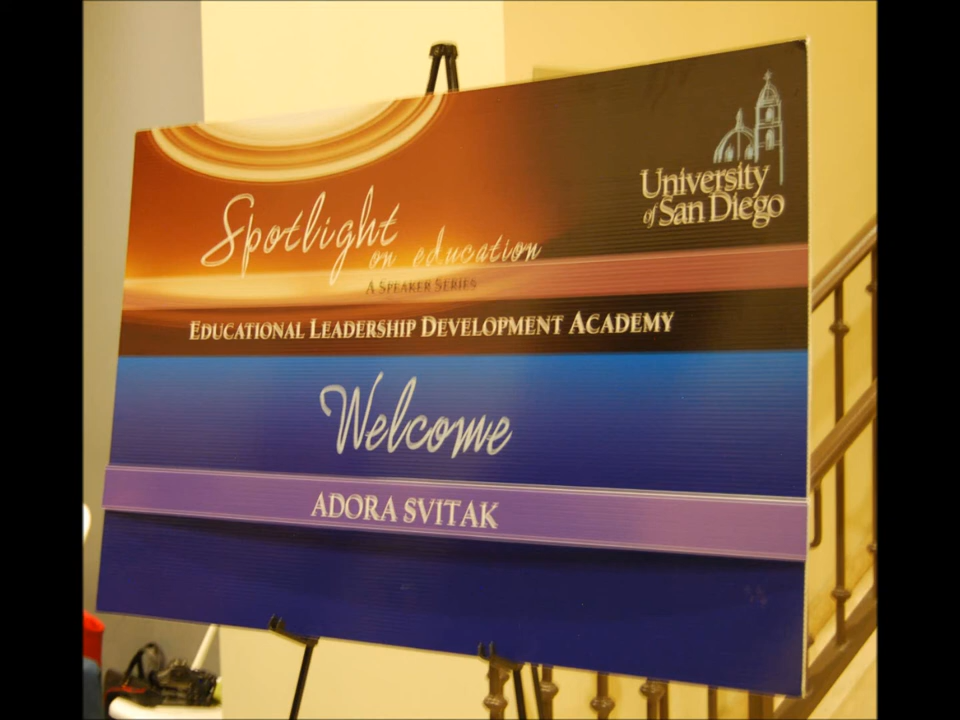 University
of San Diego
Spotlight
on education
A Speaker Series
Educational Leadership Development Academy
Welcome
ADORA SVITAK